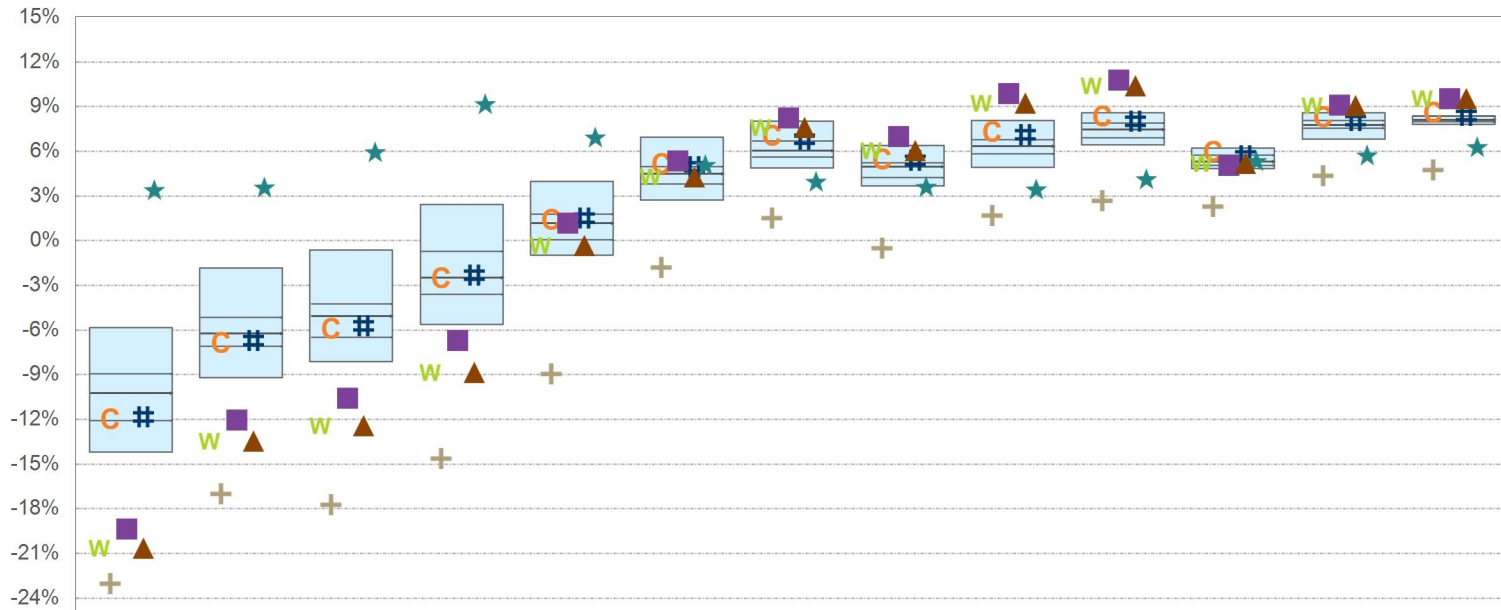 15%
12%
9%
6%
3%
0%
-3%
-6%
-9%
-12%
-15%
-18%
-21%
-24%
C # W
C # W
C # W
C # W
C # W
C # W
C # W
C # W
C # W
C # W
C # W
C # W
C # W